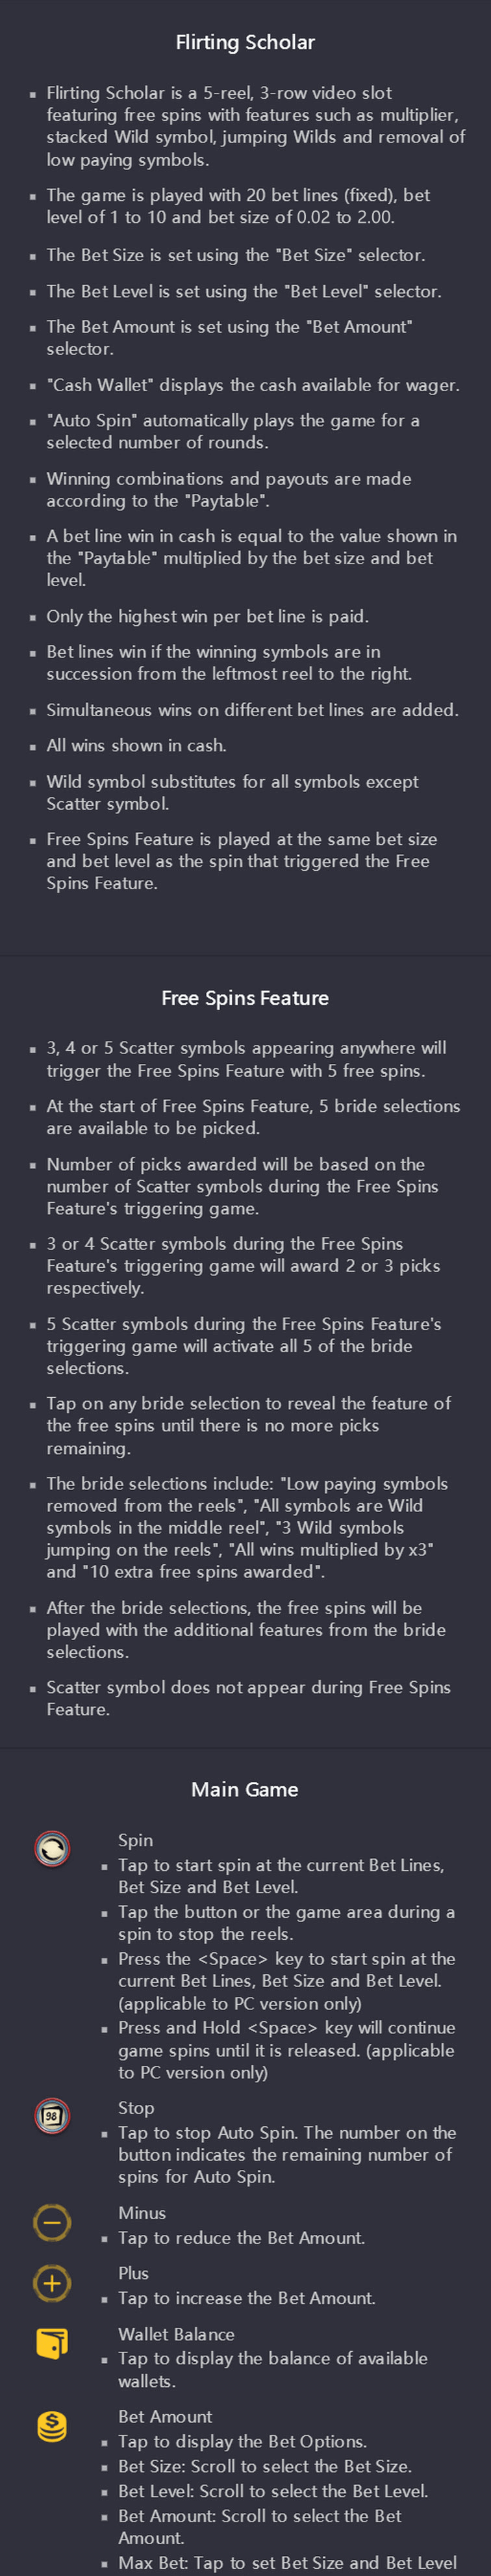 Flirting Scholar
Flirting Scholar is a 5-reel, 3-row video slot
featuring free spins with features such as multiplier,
stacked Wild symbol, jumping Wilds and removal of
low paying symbols.
The game is played with 20 bet lines (fixed), bet
level of 1 to 10 and bet size of 0.02 to 2.00.
The Bet Size is set using the "Bet Size" selector.
The Bet Level is set using the "Bet Level" selector.
The Bet Amount is set using the "Bet Amount"
selector.
"Cash Wallet" displays the cash available for wager.
"Auto Spin" automatically plays the game for a
selected number of rounds.
Winning combinations and payouts are made
according to the "Paytable".
A bet line win in cash is equal to the value shown in
the "Paytable" multiplied by the bet size and bet
level.
Only the highest win per bet line is paid.
Bet lines win if the winning symbols are in
succession from the leftmost reel to the right.
Simultaneous wins on different bet lines are added.
All wins shown in cash.
Wild symbol substitutes for all symbols except
Scatter symbol.
Free Spins Feature is played at the same bet size
and bet level as the spin that triggered the Free
Spins Feature.
Free Spins Feature
3, 4 or 5 Scatter symbols appearing anywhere will
trigger the Free Spins Feature with 5 free spins.
At the start of Free Spins Feature, 5 bride selections
are available to be picked.
Number of picks awarded will be based on the
number of Scatter symbols during the Free Spins
Feature's triggering game.
3 or 4 Scatter symbols during the Free Spins
Feature's triggering game will award 2 or 3 picks
respectively.
5 Scatter symbols during the Free Spins Feature's
triggering game will activate all 5 of the bride
selections.
Tap on any bride selection to reveal the feature of
the free spins until there is no more picks
remaining.
The bride selections include: "Low paying symbols
removed from the reels", "All symbols are Wild
symbols in the middle reel", "3 Wild symbols
jumping on the reels", "All wins multiplied by x3"
and "10 extra free spins awarded".
After the bride selections, the free spins will be
played with the additional features from the bride
selections.
Scatter symbol does not appear during Free Spins
Feature.
Main Game
Spin
Tap to start spin at the current Bet Lines,
Bet Size and Bet Level.
Tap the button or the game area during a
spin to stop the reels.
Press the <Space> key to start spin at the
current Bet Lines, Bet Size and Bet Level.
(applicable to PC version only)
Press and Hold <Space> key will continue
game spins until it is released. (applicable
to PC version only)
98
Stop
Tap to stop Auto Spin. The number on the
button indicates the remaining number of
spins for Auto Spin.
Minus
Tap to reduce the Bet Amount.
Plus
Tap to increase the Bet Amount.
Wallet Balance
Tap to display the balance of available
wallets.
Bet Amount
Tap to display the Bet Options.
Bet Size: Scroll to select the Bet Size.
Bet Level: Scroll to select the Bet Level.
Bet Amount: Scroll to select the Bet
Amount.
Max Bet: Tap to set Bet Size and Bet Level